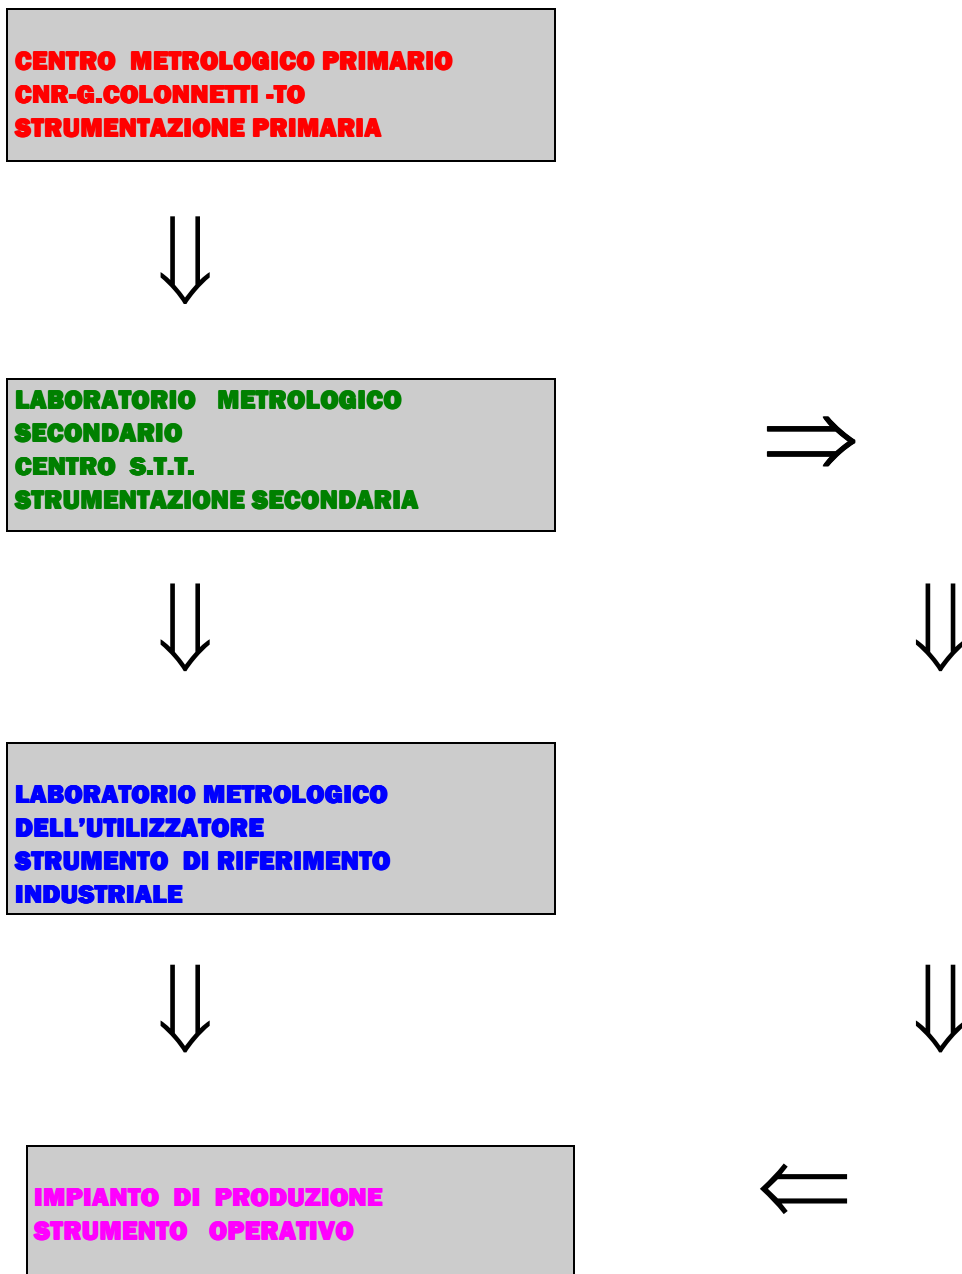 CENTRO METROLOGICO PRIMARIO
CNR-G.COLONNETTI -TO
STRUMENTAZIONE PRIMARIA
LABORATORIO METROLOGICO
SECONDARIO
CENTRO S.T.T.
STRUMENTAZIONE SECONDARIA
LABORATORIO METROLOGICO
DELL’UTILIZZATORE
STRUMENTO DI RIFERIMENTO
INDUSTRIALE
IMPIANTO DI PRODUZIONE
STRUMENTO OPERATIVO